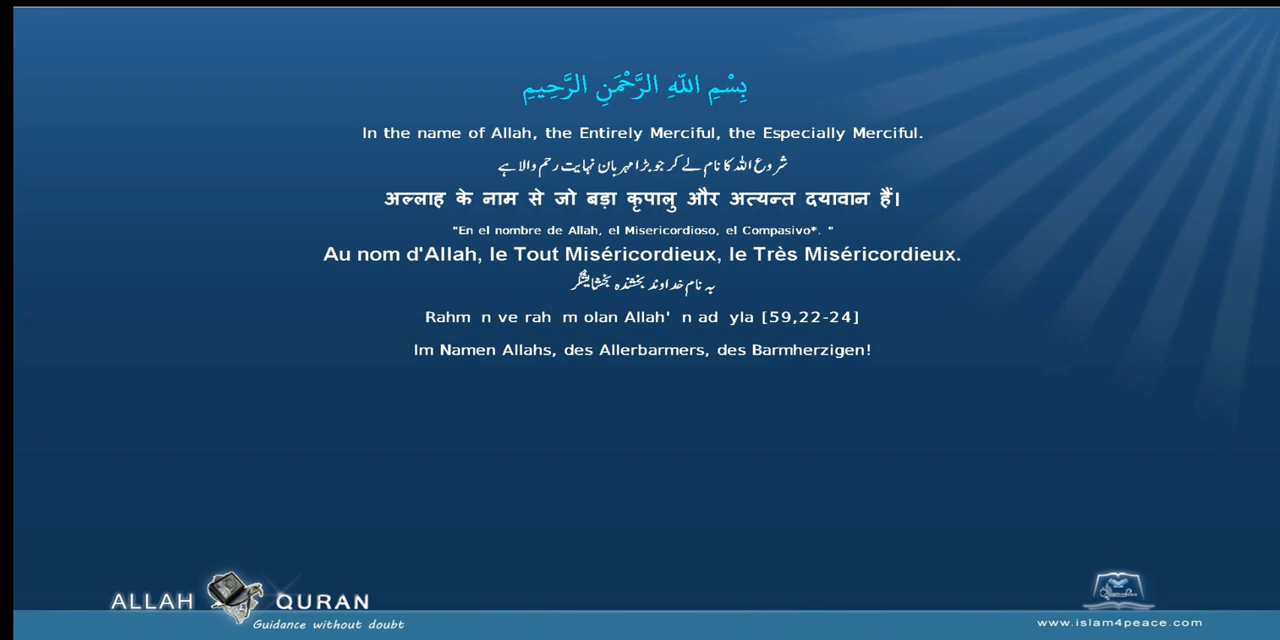 بِسْمِ اللّهِ الرَّحْمَنِ الرَّحِيمِ
In the name of Allah, the Entirely Merciful, the Especially Merciful.
شروع اللہ کا نام لے کر جو بڑا مہربان نہایت رحم والا ہے
अल्लाह के नाम से जो बड़ा कृपालु और अत्यन्त दयावान हैं।
"En el nombre de Allah, el Misericordioso, el Compasivo*. "
Au nom d'Allah, le Tout Miséricordieux, le Très Miséricordieux.
به نام خداوند بخشنده بخشایشگر
Rahm n ve rah m olan Allah' n ad yla [59,22-24]
Im Namen Allahs, des Allerbarmers, des Barmherzigen!
ALLAH QURAN
Guidance without doubt
www.islam4peace.com